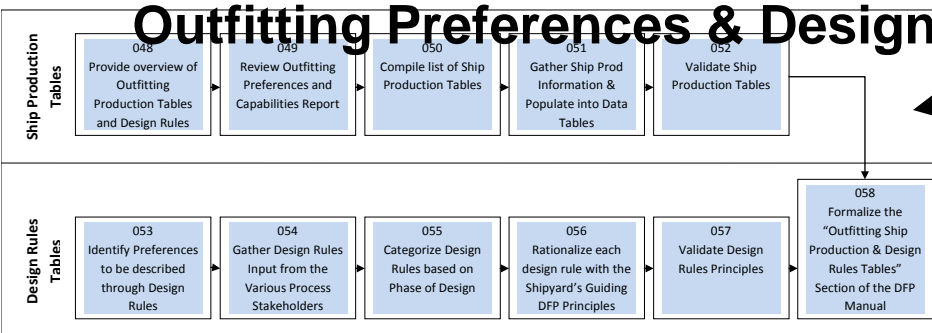 Outfitting Preferences & Design
Ship Production
Tables
048
Provide overview of
Outfitting
Production Tables
and Design Rules
049
Review Outfitting
Preferences and
Capabilities Report
050
Compile list of Ship
Production Tables
051
Gather Ship Prod
Information &
Populate into Data
Tables
052
Validate Ship
Production Tables
Design Rules
Tables
053
Identify Preferences
to be described
through Design
Rules
054
Gather Design Rules
Input from the
Various Process
Stakeholders
055
Categorize Design
Rules based on
Phase of Design
056
Rationalize each
design rule with the
Shipyard's Guiding
DFP Principles
057
Validate Design
Rules Principles
058
Formalize the
“Outfitting Ship
Production & Design
Rules Tables”
Section of the DFP
Manual